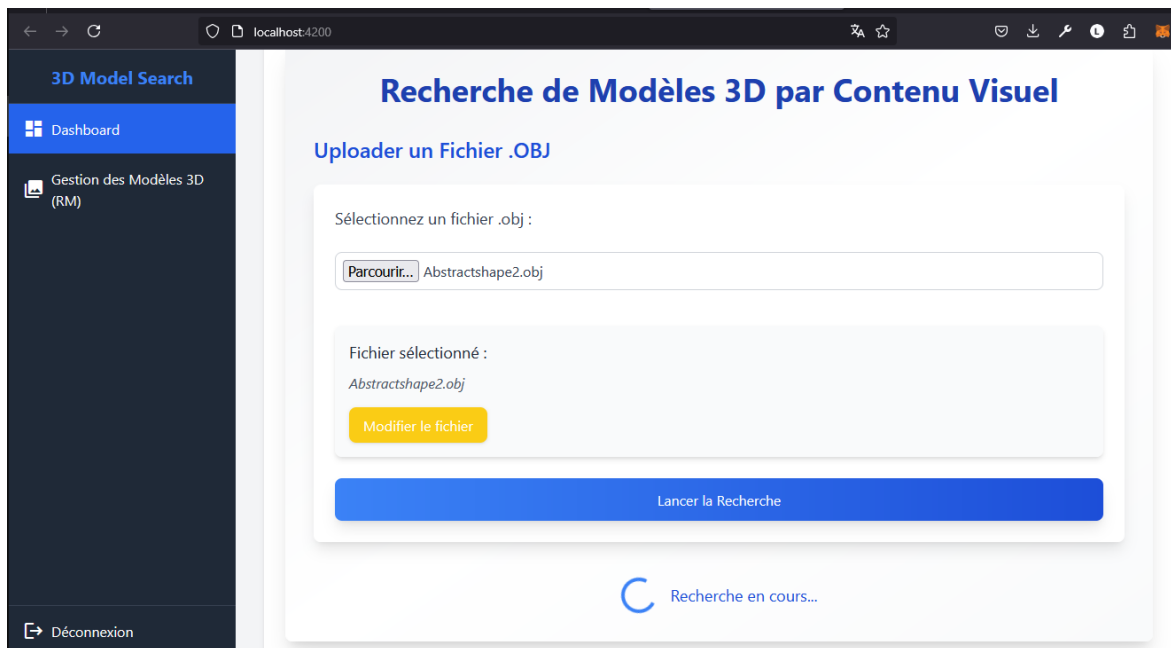 localhost:4200
3D Model Search
Dashboard
Gestion des Modèles 3D
(RM)
Déconnexion
Recherche de Modèles 3D par Contenu Visuel
Uploader un Fichier .OBJ
Sélectionnez un fichier .obj :
Parcourir... Abstractshape2.obj
Fichier sélectionné :
Abstractshape2.obj
Modifier le fichier
Lancer la Recherche
Recherche en cours...